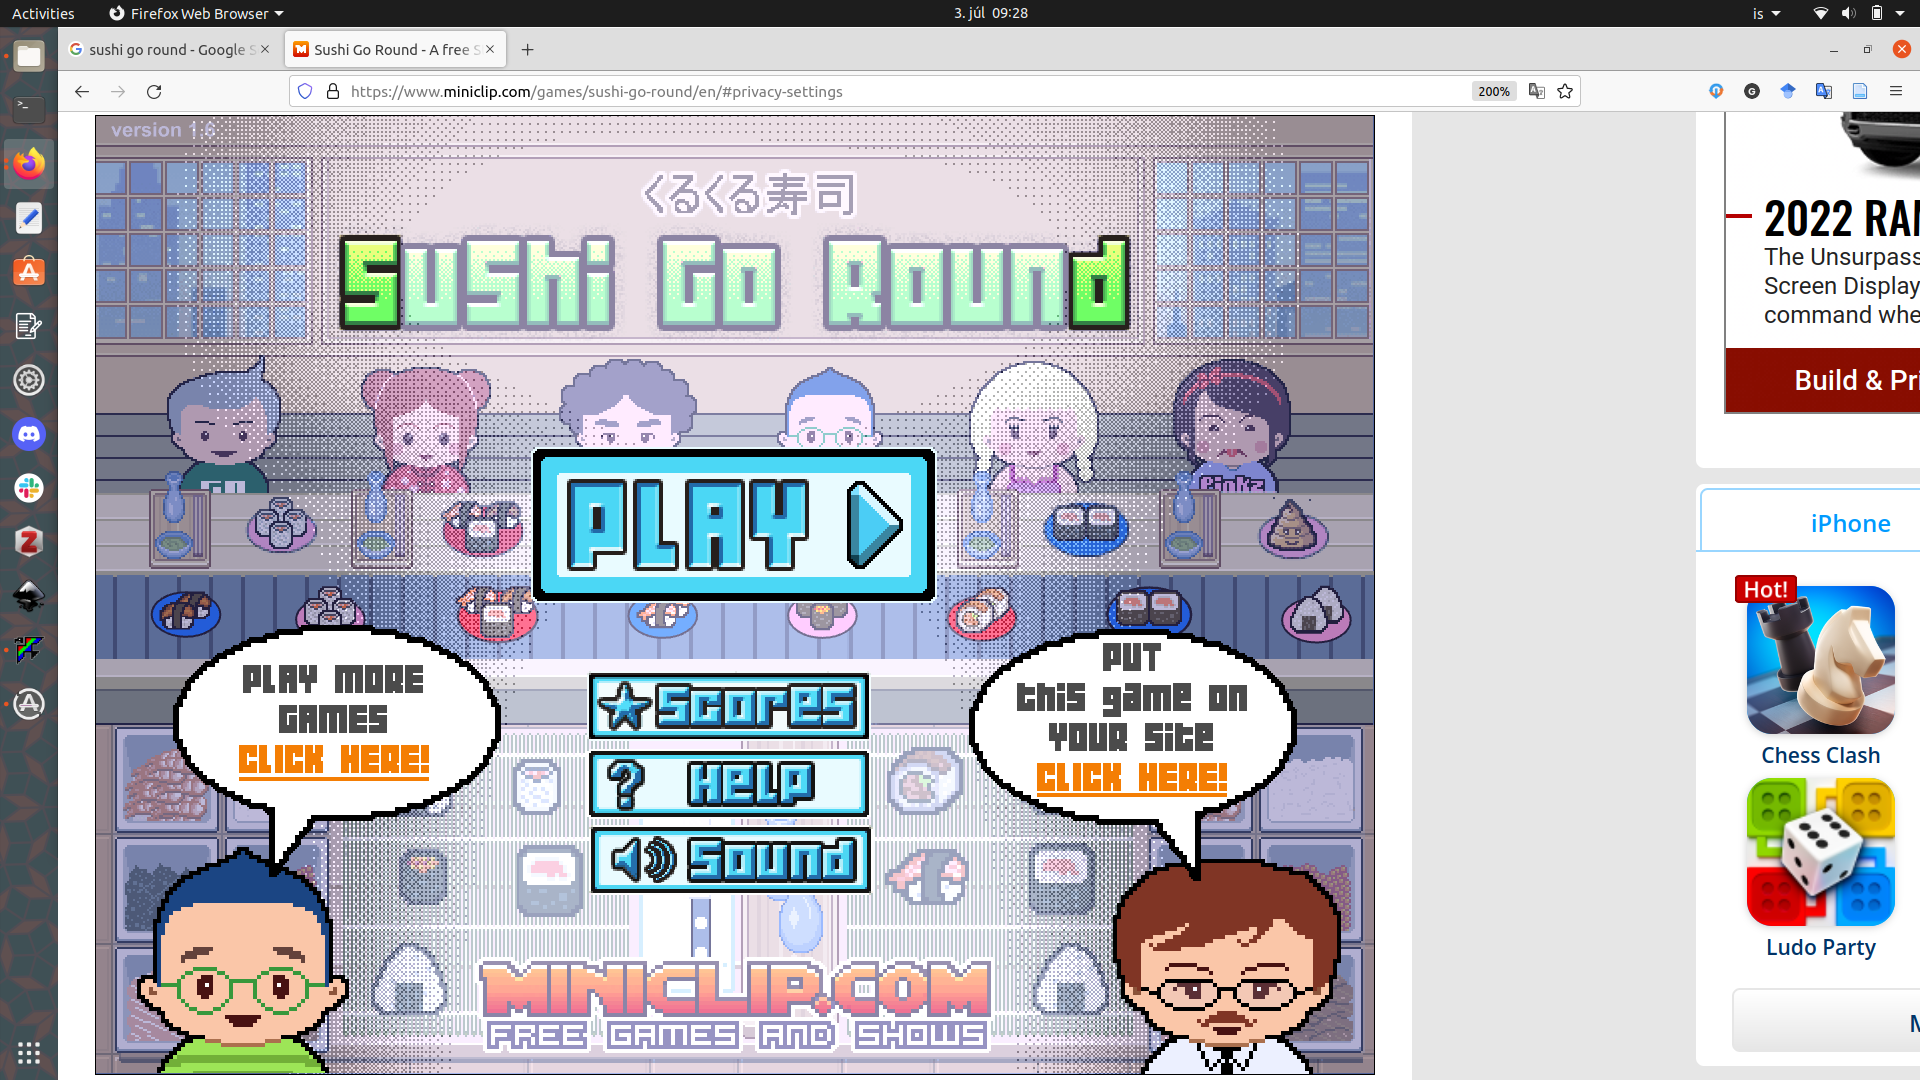 Activities
Firefox Web Browser
3. júl 09:28
is
sushi go round - Google S
Sushi Go Round - A free S
https://www.miniclip.com/games/sushi-go-round/en/#privacy-settings
200%
version 1.6
くるくる寿司
Sushi Go Round
GO
Pinkz
PLAY
PLAY MORE
GAMES
CLICK HERE!
PUT
this game on
YOUR site
CLICK HERE!
Scores
Help
Sound
MINICLIP.COM
FREE GAMES AND SHOWS
2022 RA
The Unsurpass
Screen Display
command whe
Build & Pri
iPhone
Hot!
Chess Clash
Ludo Party
M